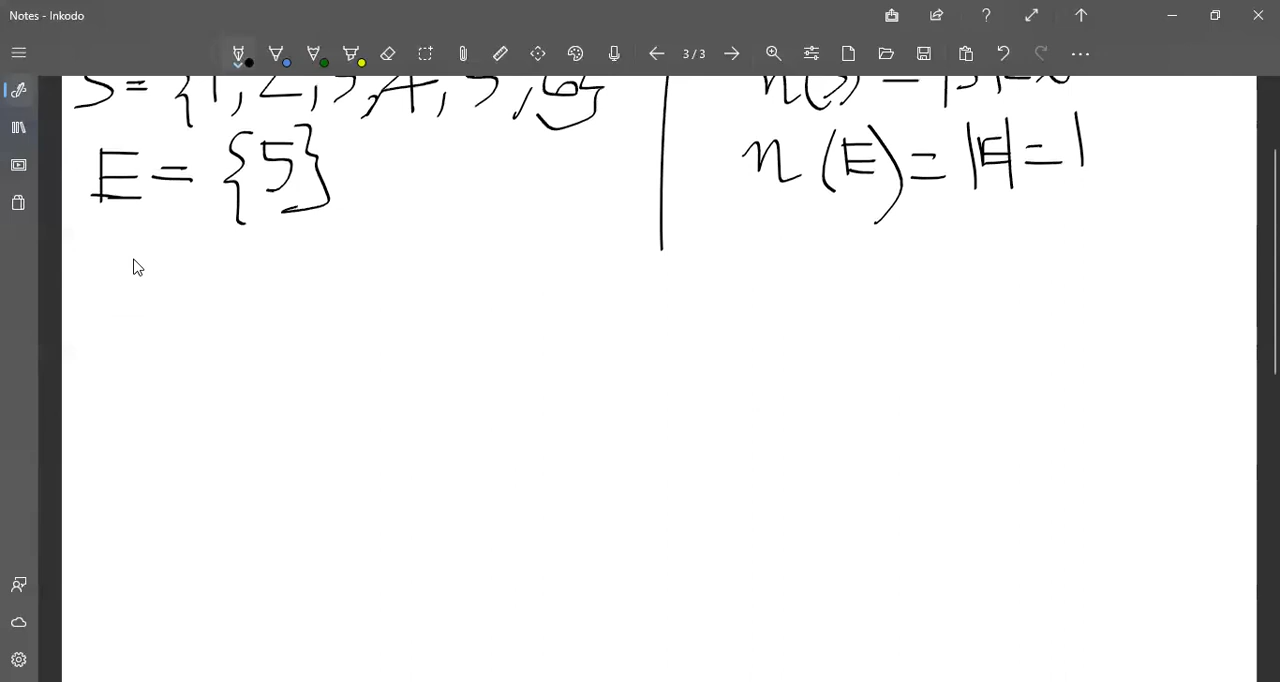 Notes - Inkodo
3/3
S = {1, 2, 3, 4, 5, 6}
E = {5}
n(S) = |S| =
n(E) = |E| = 1